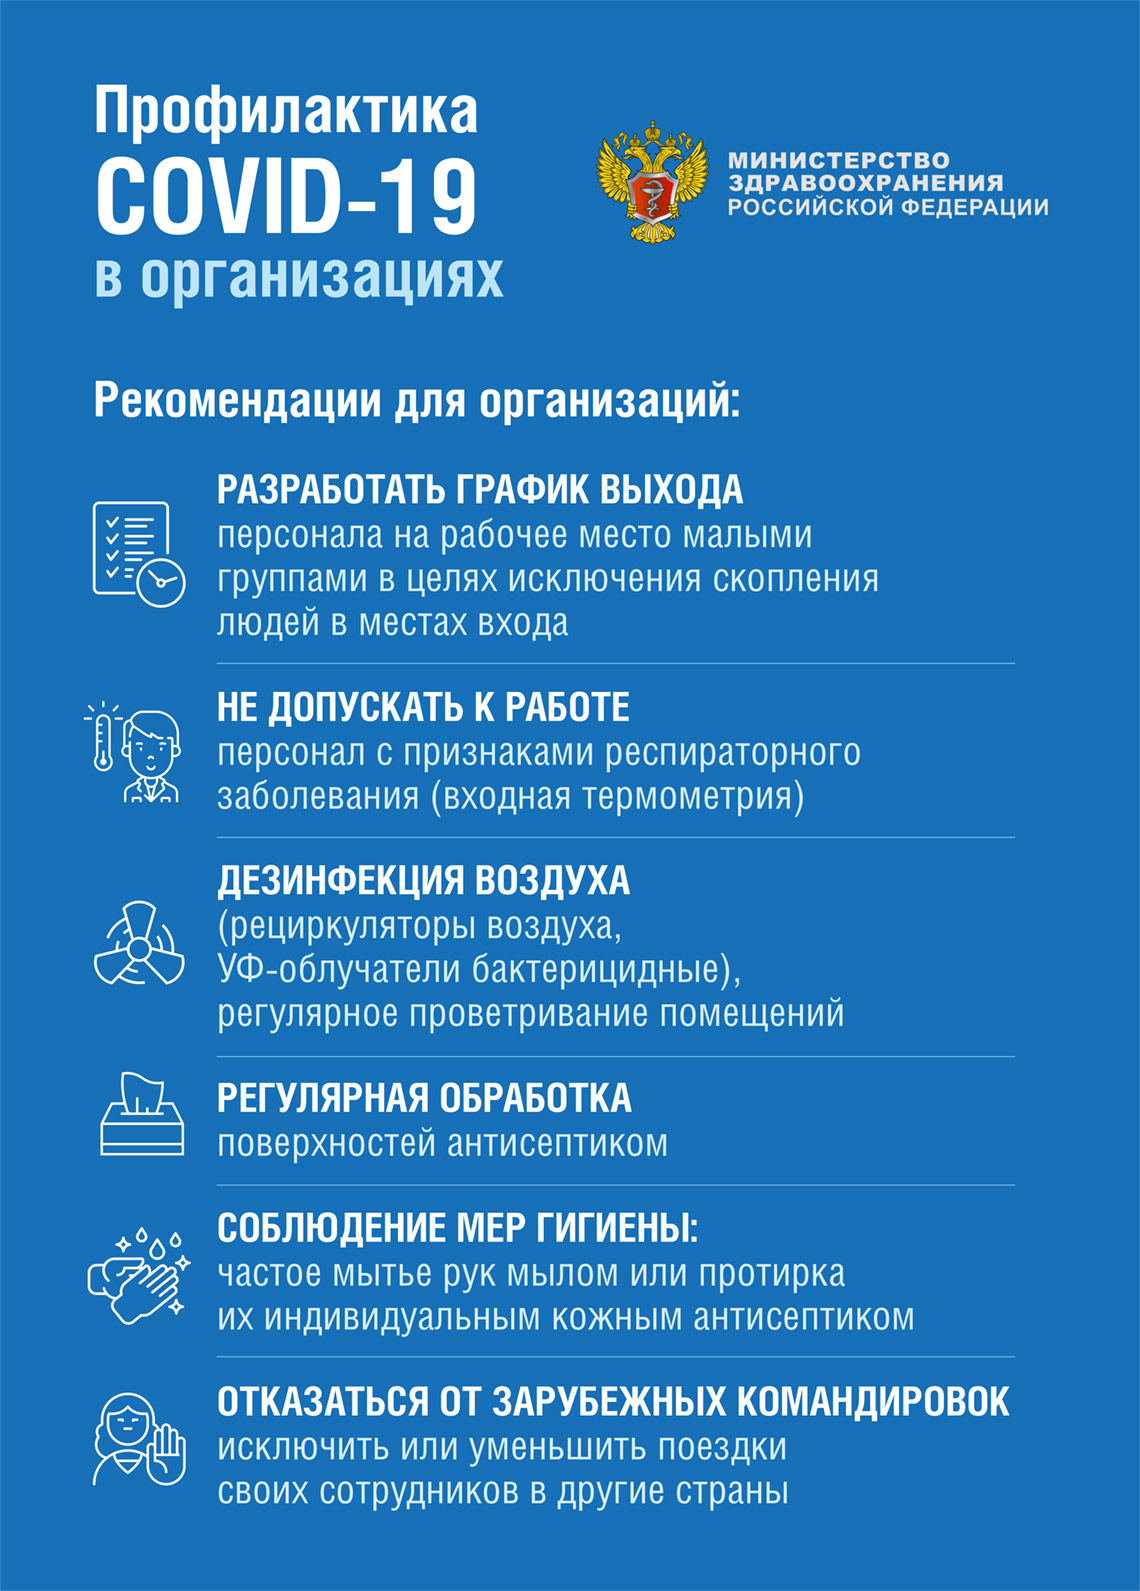 Профилактика
COVID-19
в организациях
МИНИСТЕРСТВО
ЗДРАВООХРАНЕНИЯ
РОССИЙСКОЙ ФЕДЕРАЦИИ
Рекомендации для организаций:
РАЗРАБОТАТЬ ГРАФИК ВЫХОДА
персонала на рабочее место малыми
группами в целях исключения скопления
людей в местах входа
НЕ ДОПУСКАТЬ К РАБОТЕ
персонал с признаками респираторного
заболевания (входная термометрия)
ДЕЗИНФЕКЦИЯ ВОЗДУХА
(рециркуляторы воздуха,
УФ-облучатели бактерицидные),
регулярное проветривание помещений
РЕГУЛЯРНАЯ ОБРАБОТКА
поверхностей антисептиком
СОБЛЮДЕНИЕ МЕР ГИГИЕНЫ:
частое мытье рук мылом или протирка
их индивидуальным кожным антисептиком
ОТКАЗАТЬСЯ ОТ ЗАРУБЕЖНЫХ КОМАНДИРОВОК
исключить или уменьшить поездки
своих сотрудников в другие страны